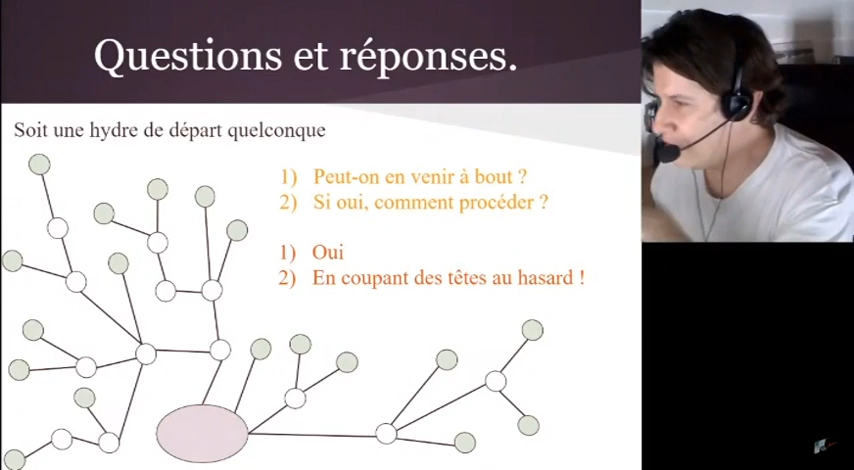 Questions et réponses.
Soit une hydre de départ quelconque
1) Peut-on en venir à bout ?
2) Si oui, comment procéder ?
1) Oui
2) En coupant des têtes au hasard !